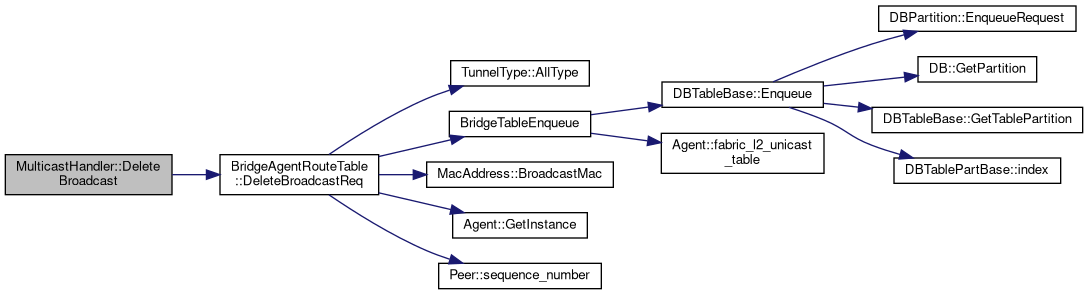 MulticastHandler::Delete
Broadcast
BridgeAgentRouteTable
::DeleteBroadcastReq
TunnelType::AllType
BridgeTableEnqueue
MacAddress::BroadcastMac
Agent::GetInstance
Peer::sequence_number
DBTableBase::Enqueue
Agent::fabric_l2_unicast
_table
DBPartition::EnqueueRequest
DB::GetPartition
DBTableBase::GetTablePartition
DBTablePartBase::index